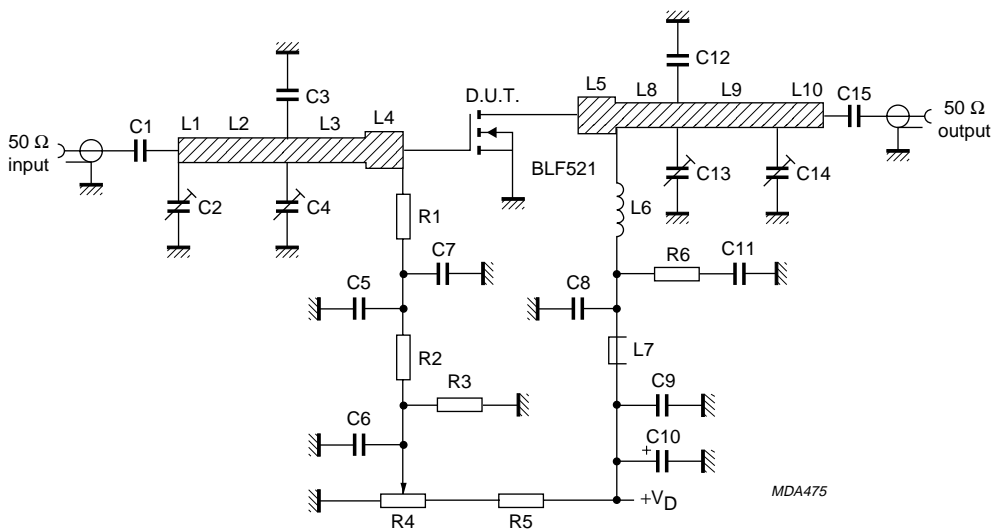 C12
L5
L8
L9
L10
C15
50 Ω
output
C3
D.U.T.
50 Ω
input
C1
L1
L2
L3
L4
BLF521
C13
C14
C2
C4
R1
L6
C7
R6
C11
C5
C8
R2
L7
R3
C9
C6
C10
+
+VD
R4
R5
MDA475